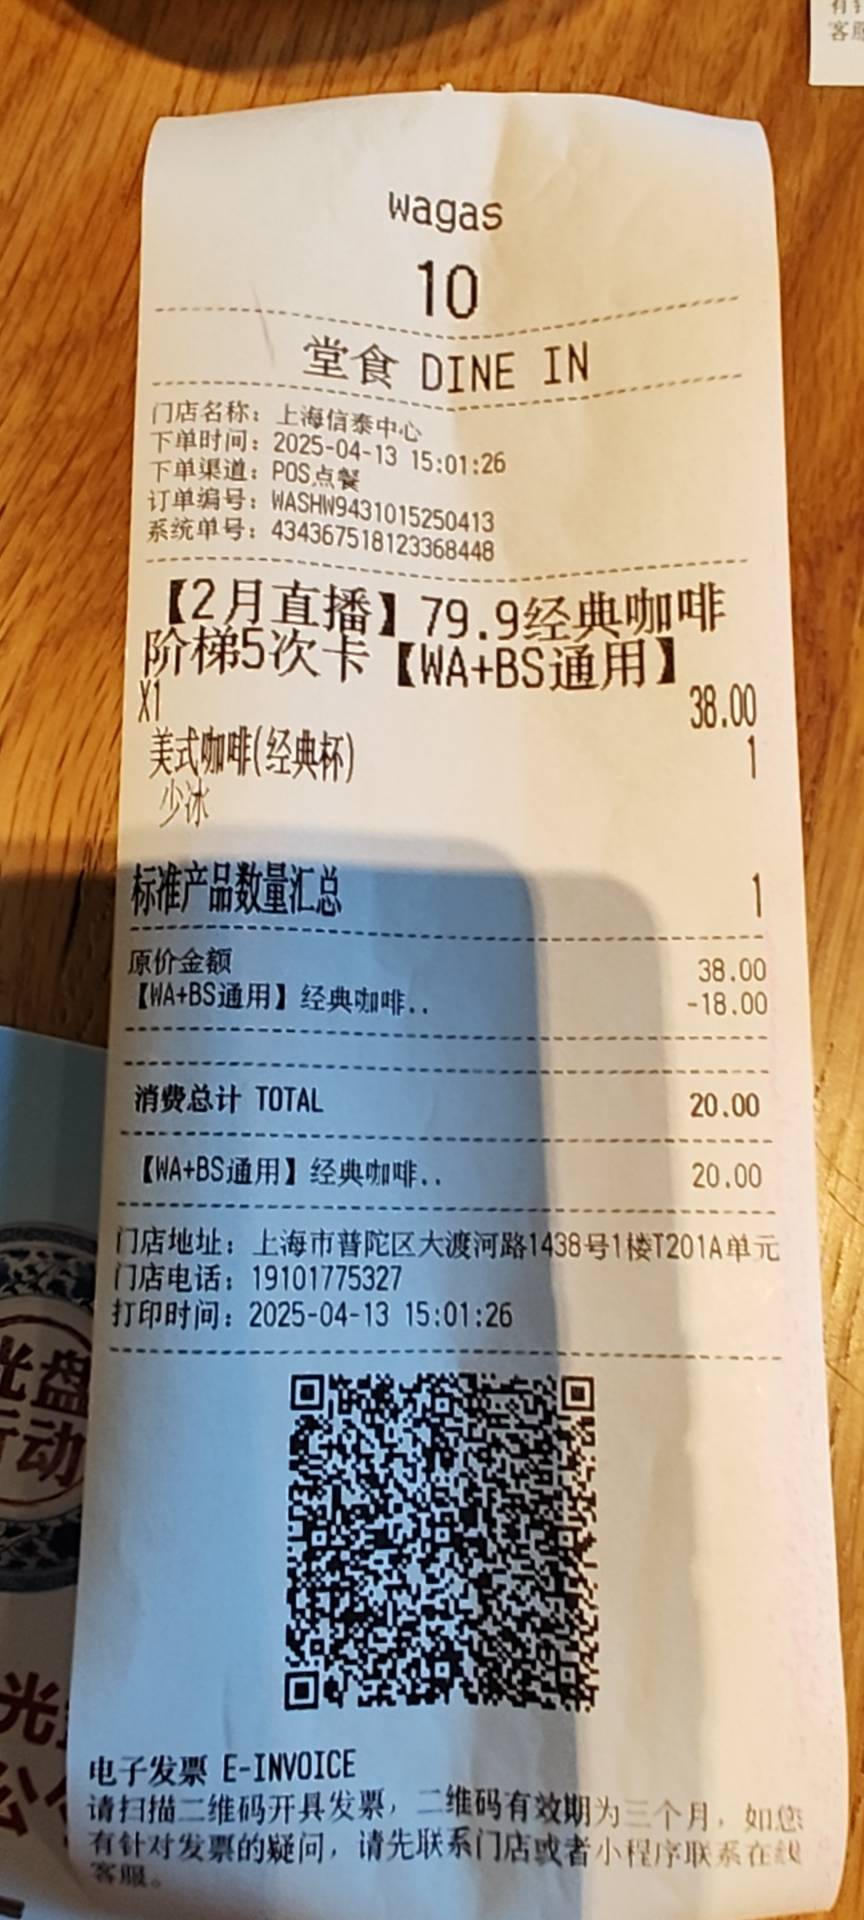 wagas
10
堂食 DINE IN
门店名称：上海信泰中心
下单时间：2025-04-13 15:01:26
下单渠道：POS点餐
订单编号：WASHW9431015250413
系统单号：434367518123368448
【2月直播】79.9经典咖啡
阶梯5次卡【WA+BS通用】
X1 38.00
美式咖啡(经典杯) 1
少冰
标准产品数量汇总 1
原价金额 38.00
【WA+BS通用】经典咖啡.. -18.00
消费总计 TOTAL 20.00
【WA+BS通用】经典咖啡.. 20.00
门店地址：上海市普陀区大渡河路1438号1楼T201A单元
门店电话：19101775327
打印时间：2025-04-13 15:01:26
电子发票 E-INVOICE
请扫描二维码开具发票，二维码有效期为三个月，如您
有针对发票的疑问，请先联系门店或者小程序联系在线
客服。
光盘
行动